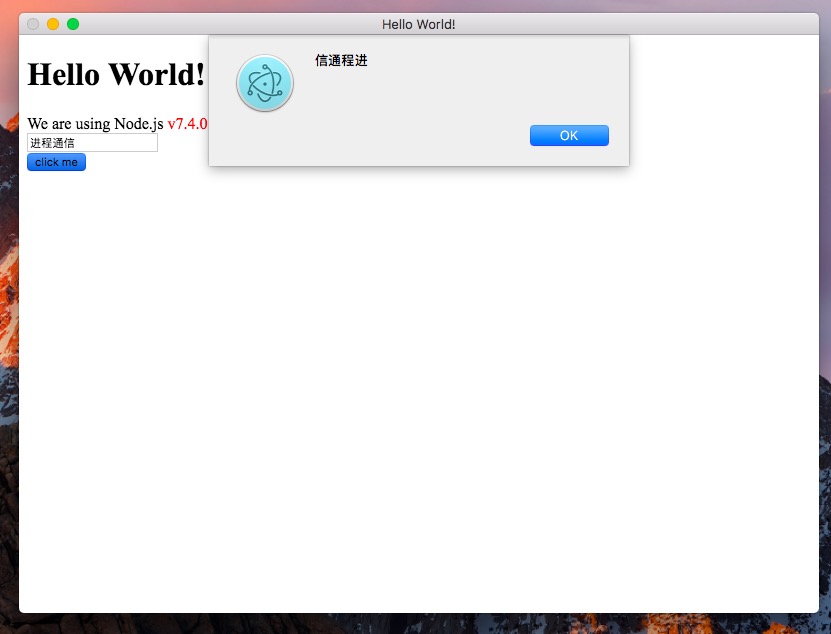 Hello World!
Hello World!
信通程进
We are using Node.js v7.4.0
进程通信
OK
click me